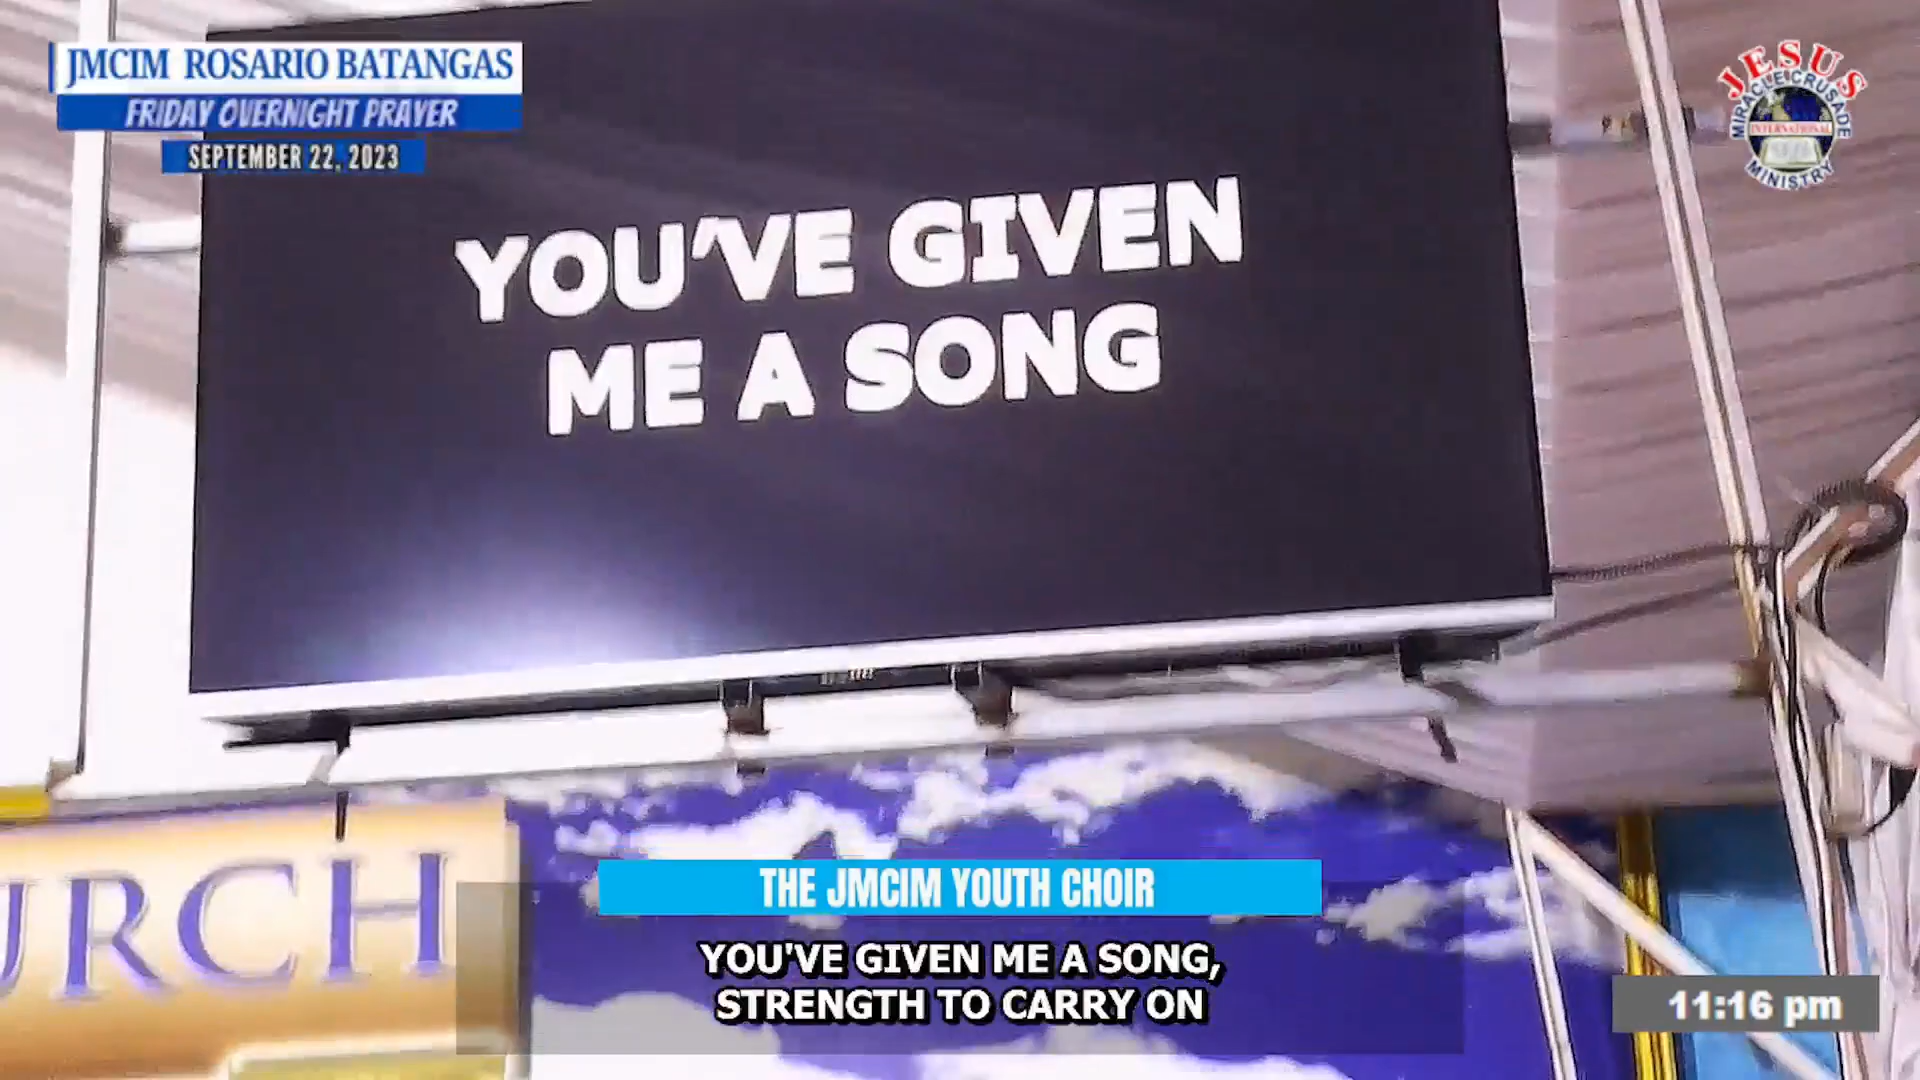 JMCIM ROSARIO BATANGAS
FRIDAY OVERNIGHT PRAYER
SEPTEMBER 22, 2023
JESUS
MIRACLE CRUSADE
INTERNATIONAL
MINISTRY
YOU'VE GIVEN
ME A SONG
URCH
THE JMCIM YOUTH CHOIR
YOU'VE GIVEN ME A SONG,
STRENGTH TO CARRY ON
11:16 pm